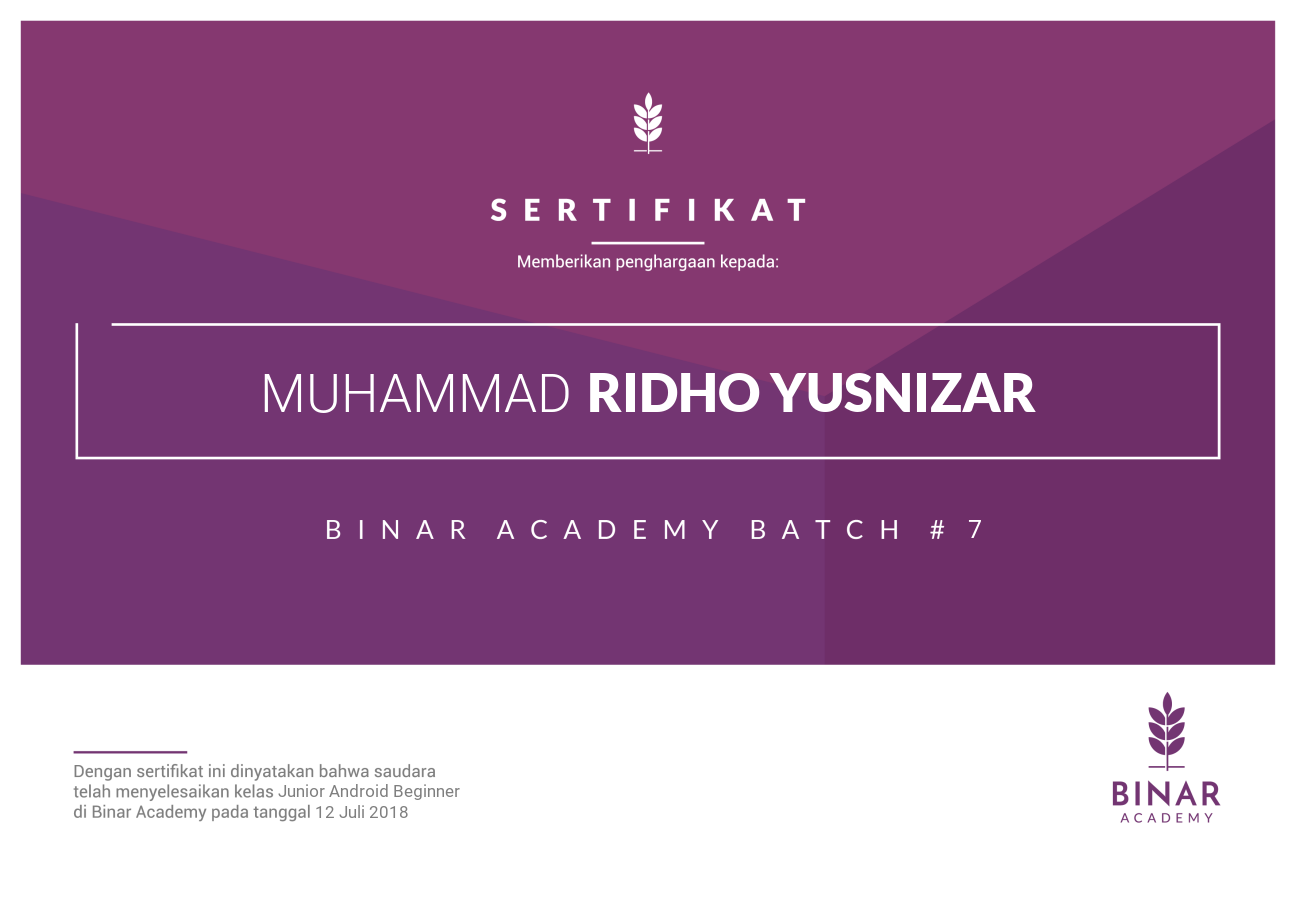 SERTIFIKAT
Memberikan penghargaan kepada:
MUHAMMAD RIDHO YUSNIZAR
BINAR ACADEMY BATCH # 7
Dengan sertifikat ini dinyatakan bahwa saudara
telah menyelesaikan kelas Junior Android Beginner
di Binar Academy pada tanggal 12 Juli 2018
BINAR
ACADEMY